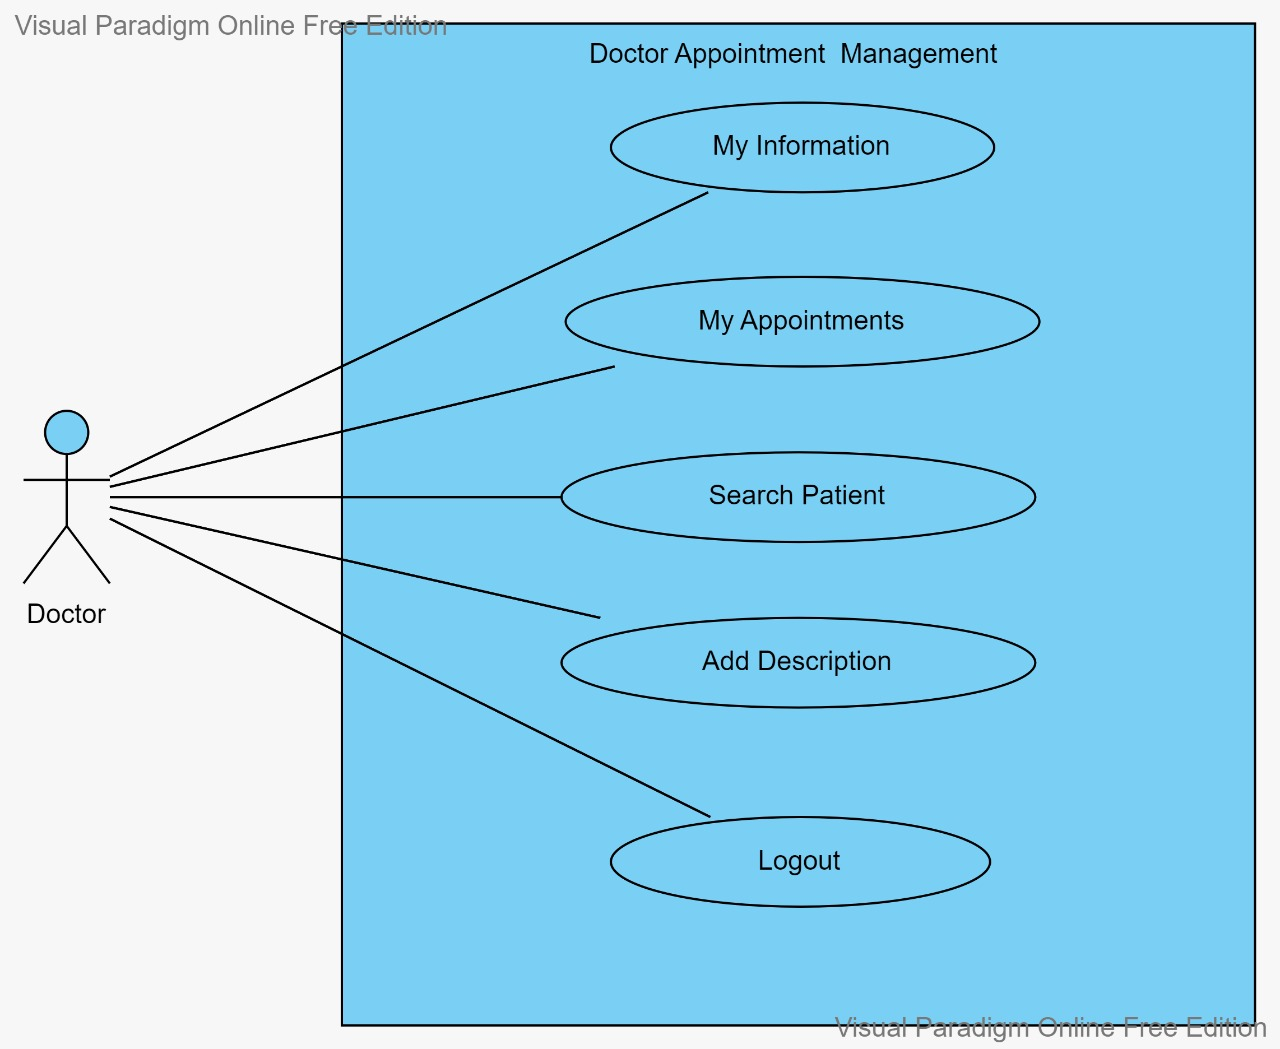 Visual Paradigm Online Free Edition
Doctor Appointment  Management
My Information
My Appointments
Search Patient
Doctor
Add Description
Logout
Visual Paradigm Online Free Edition